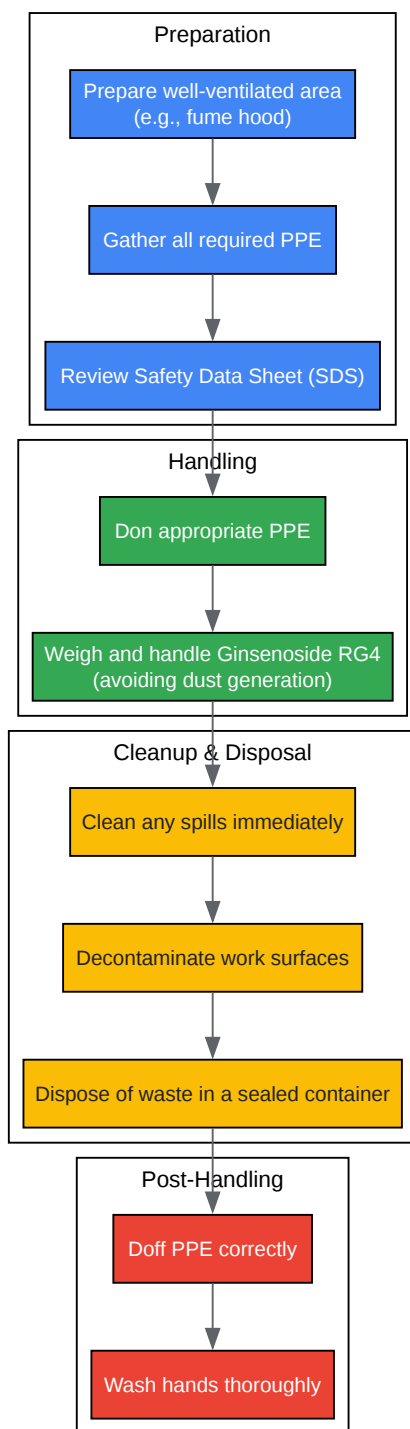 Preparation
Prepare well-ventilated area
(e.g., fume hood)
Gather all required PPE
Review Safety Data Sheet (SDS)
Handling
Don appropriate PPE
Weigh and handle Ginsenoside RG4
(avoiding dust generation)
Cleanup & Disposal
Clean any spills immediately
Decontaminate work surfaces
Dispose of waste in a sealed container
Post-Handling
Doff PPE correctly
Wash hands thoroughly